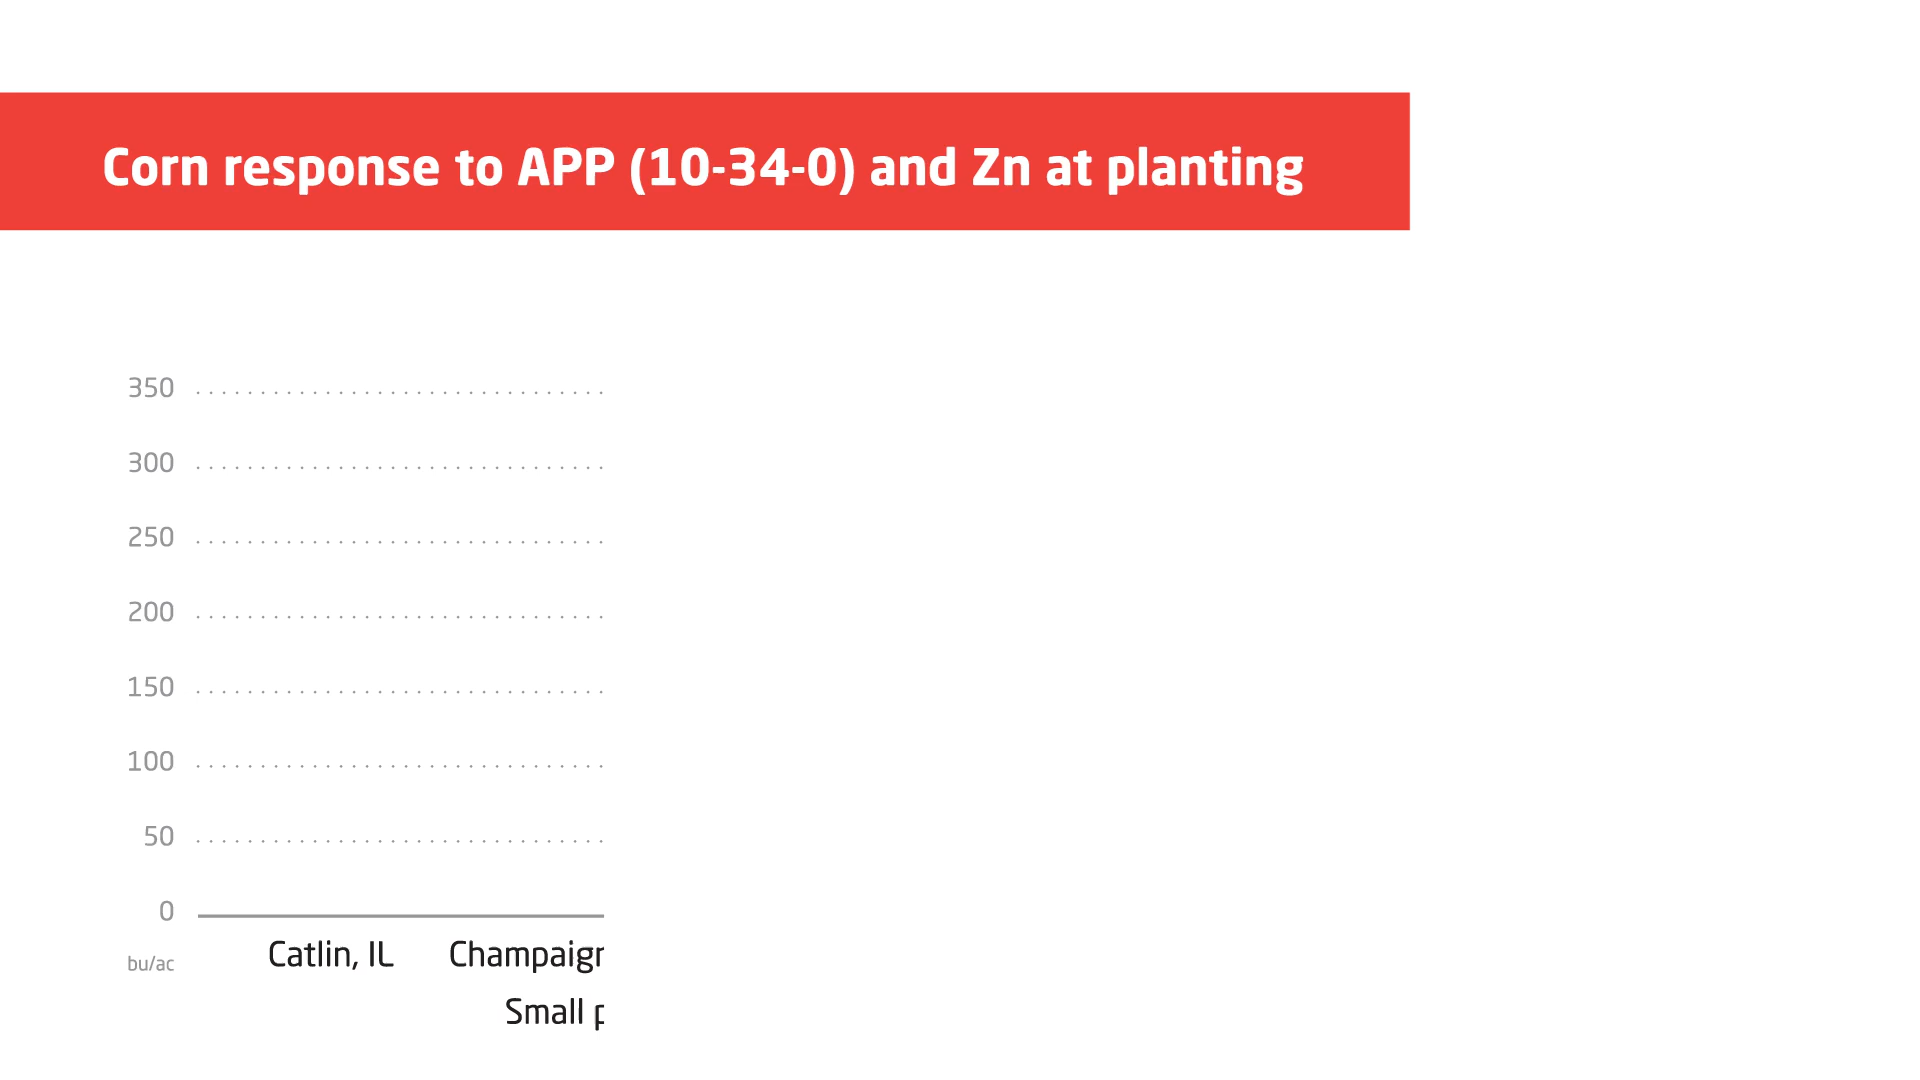 Corn response to APP (10-34-0) and Zn at planting
350
300
250
200
150
100
50
0
bu/ac
Catlin, IL Champaign
Small